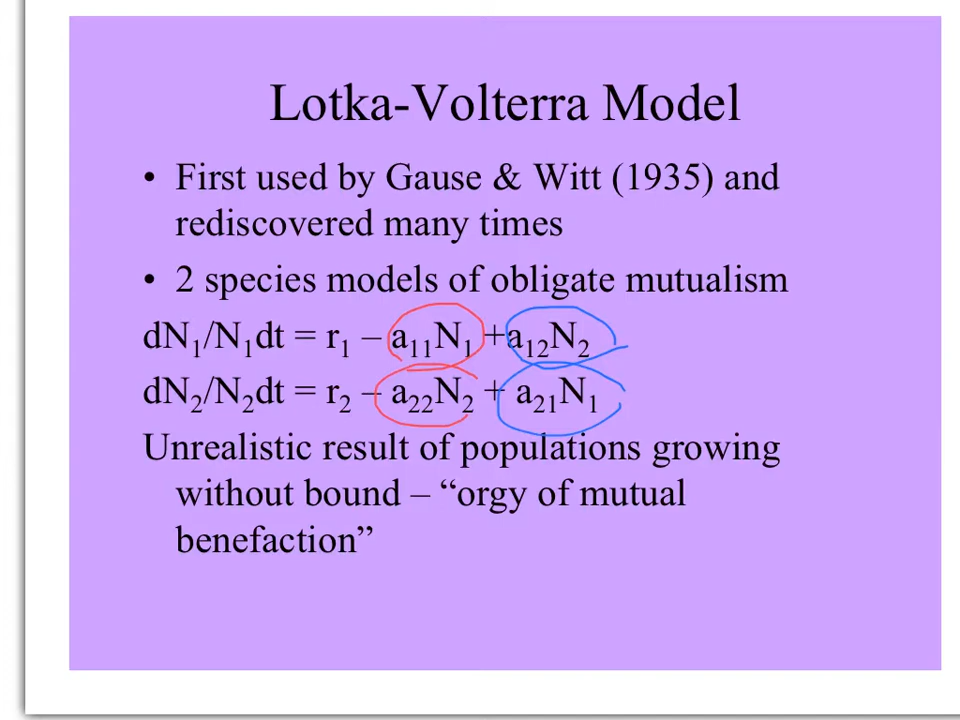 Lotka-Volterra Model
• First used by Gause & Witt (1935) and
rediscovered many times
• 2 species models of obligate mutualism
dN₁/N₁dt = r₁ – a₁₁N₁ +a₁₂N₂
dN₂/N₂dt = r₂ – a₂₂N₂ + a₂₁N₁
Unrealistic result of populations growing
without bound – “orgy of mutual
benefaction”